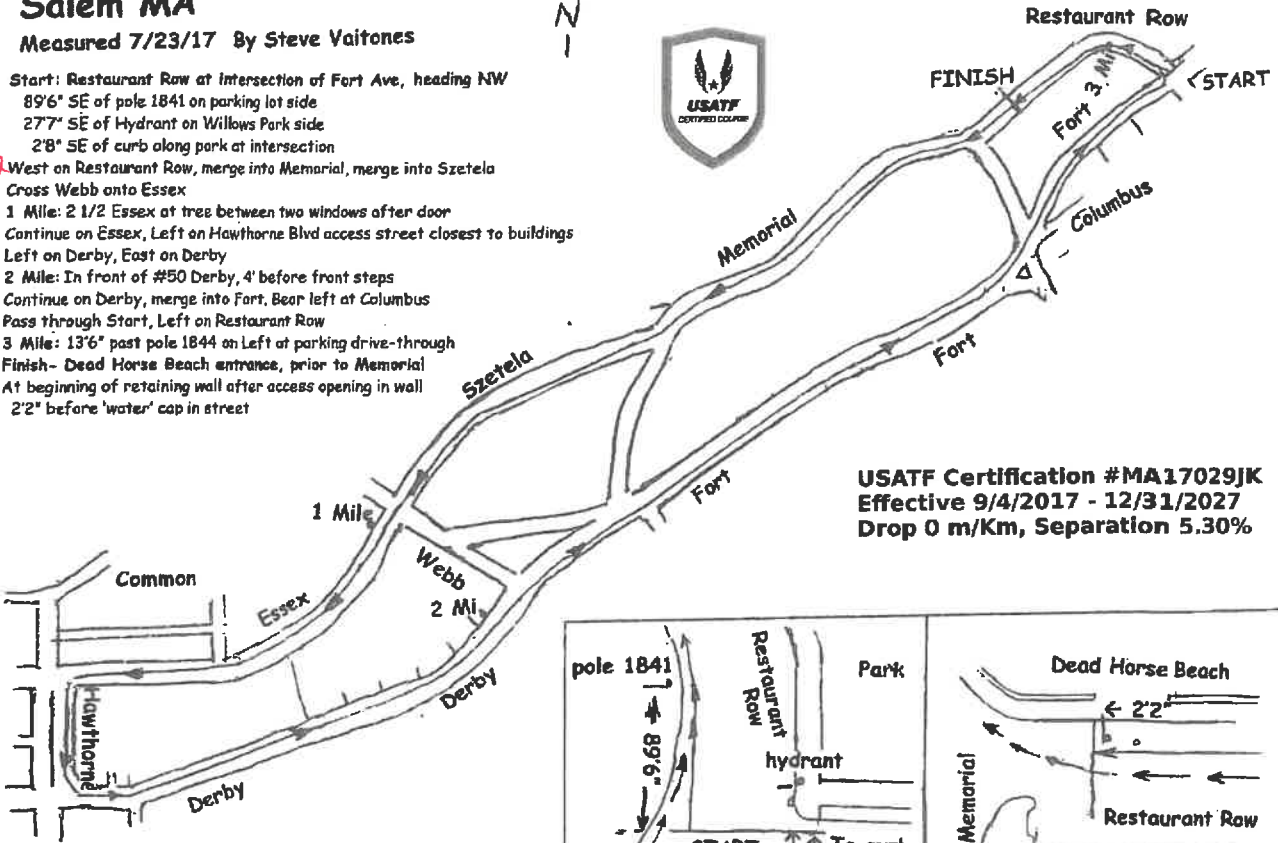 Salem MA
Measured 7/23/17 By Steve Vaitones
Start: Restaurant Row at intersection of Fort Ave, heading NW
89'6" SE of pole 1841 on parking lot side
27'7" SE of Hydrant on Willows Park side
2'8" SE of curb along park at intersection
West on Restaurant Row, merge into Memorial, merge into Szetela
Cross Webb onto Essex
1 Mile: 2 1/2 Essex at tree between two windows after door
Continue on Essex, Left on Hawthorne Blvd access street closest to buildings
Left on Derby, East on Derby
2 Mile: In front of #50 Derby, 4' before front steps
Continue on Derby, merge into Fort, Bear left at Columbus
Pass through Start, Left on Restaurant Row
3 Mile: 13'6" past pole 1844 on Left at parking drive-through
Finish- Dead Horse Beach entrance, prior to Memorial
At beginning of retaining wall after access opening in wall
2'2" before 'water' cap in street
N
USATF
CERTIFIED COURSE
Restaurant Row
FINISH
START
3 Mi
Fort
Columbus
Memorial
Fort
Szetela
Fort
1 Mile
Webb
2 Mi
Common
Essex
Derby
Hawthorne
Derby
USATF Certification #MA17029JK
Effective 9/4/2017 - 12/31/2027
Drop 0 m/Km, Separation 5.30%
pole 1841
89'6"
Restaurant
Row
Park
hydrant
START
Dead Horse Beach
2'2"
Memorial
Restaurant Row